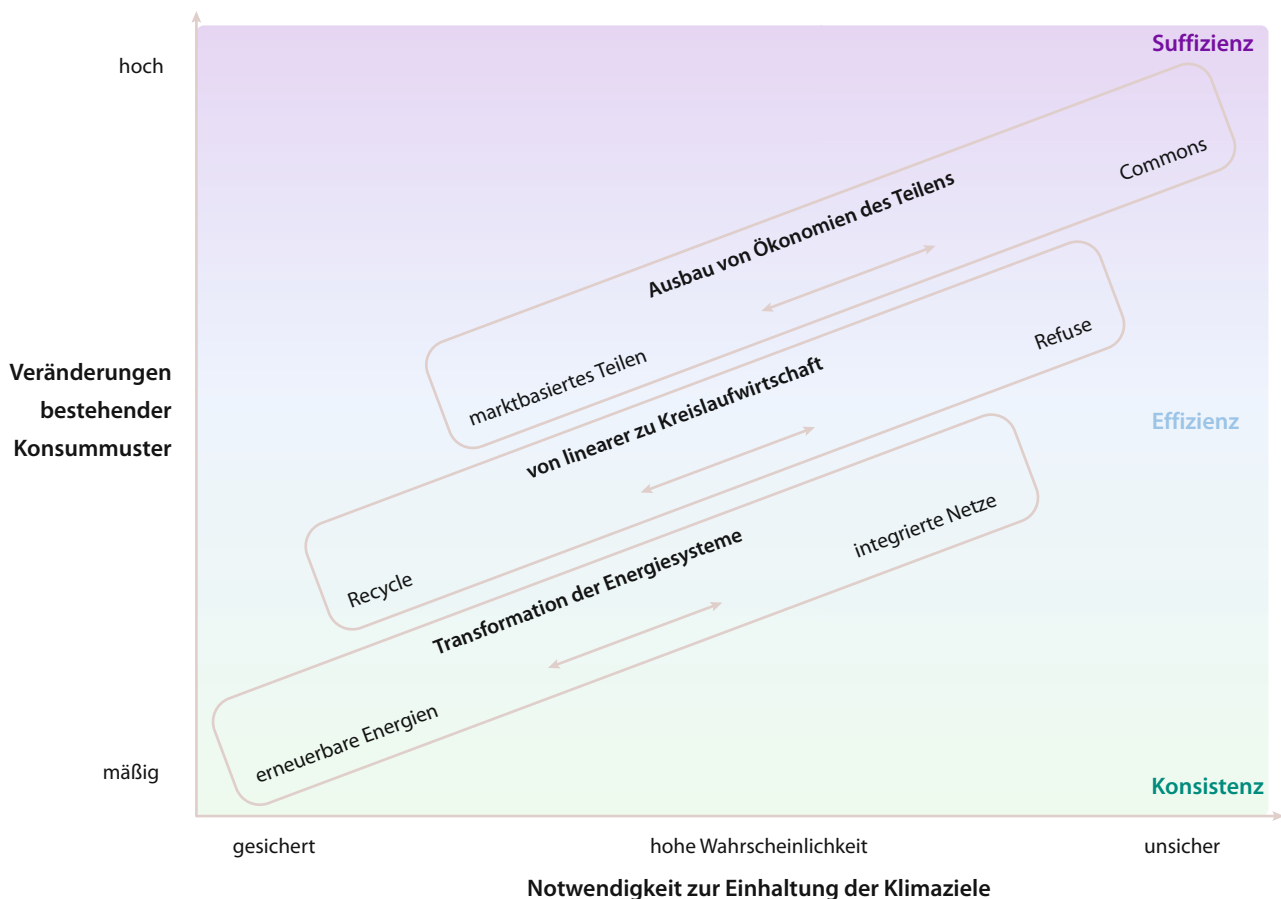 hoch
Suffizienz
Commons
Ausbau von Ökonomien des Teilens
marktbasiertes Teilen
Refuse
von linearer zu Kreislaufwirtschaft
Veränderungen
bestehender
Konsummuster
Effizienz
Recycle
integrierte Netze
Transformation der Energiesysteme
erneuerbare Energien
mäßig
Konsistenz
gesichert
hohe Wahrscheinlichkeit
unsicher
Notwendigkeit zur Einhaltung der Klimaziele